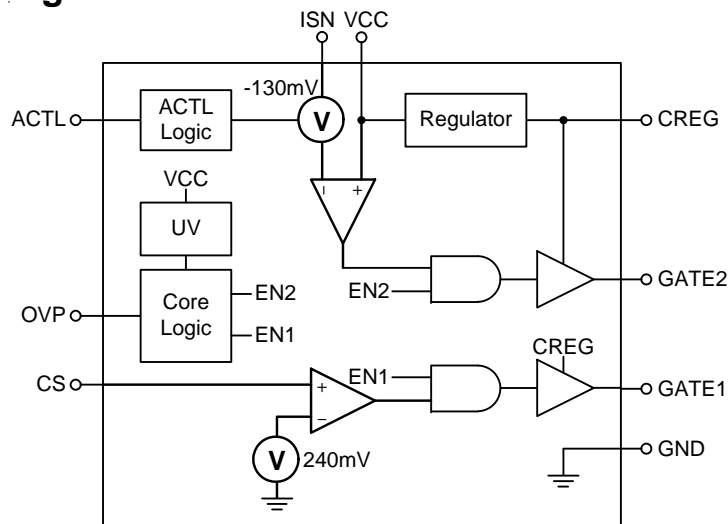 g
ISN VCC
-130mV
ACTL
ACTL
Logic
V
Regulator
CREG
VCC
UV
− +
EN2
GATE2
OVP
Core
Logic
EN2
EN1
CREG
CS
+
−
EN1
GATE1
V
240mV
GND